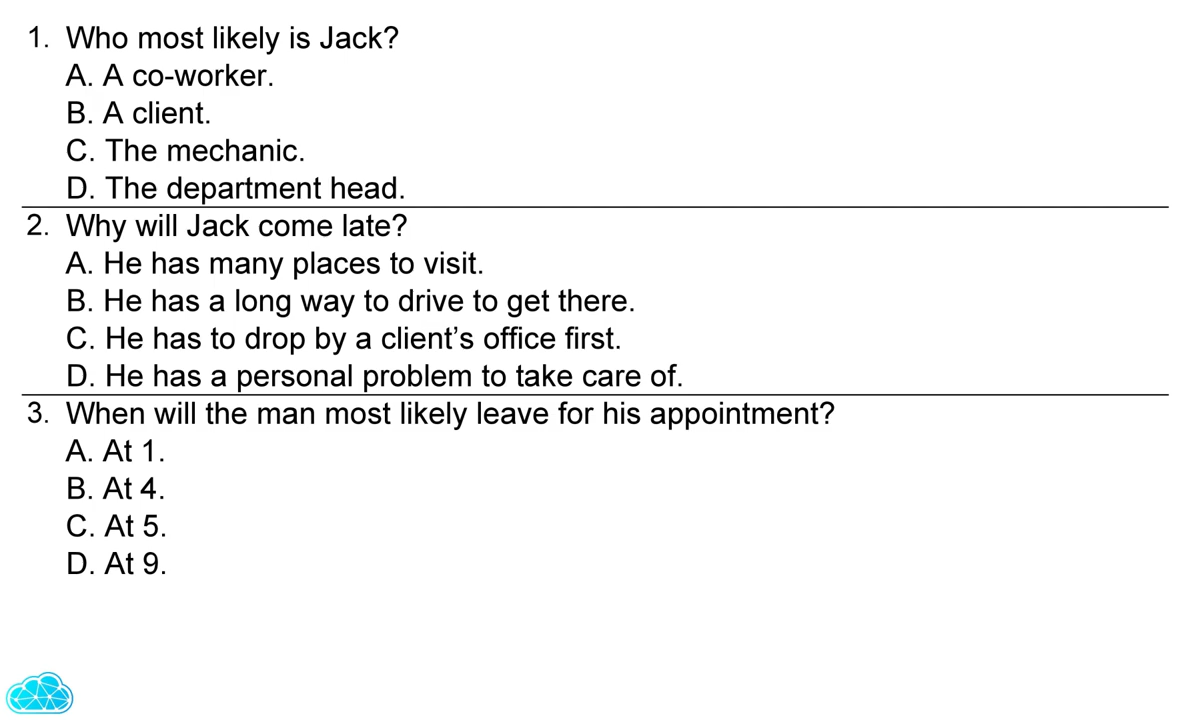 1. Who most likely is Jack?
A. A co-worker.
B. A client.
C. The mechanic.
D. The department head.
2. Why will Jack come late?
A. He has many places to visit.
B. He has a long way to drive to get there.
C. He has to drop by a client’s office first.
D. He has a personal problem to take care of.
3. When will the man most likely leave for his appointment?
A. At 1.
B. At 4.
C. At 5.
D. At 9.